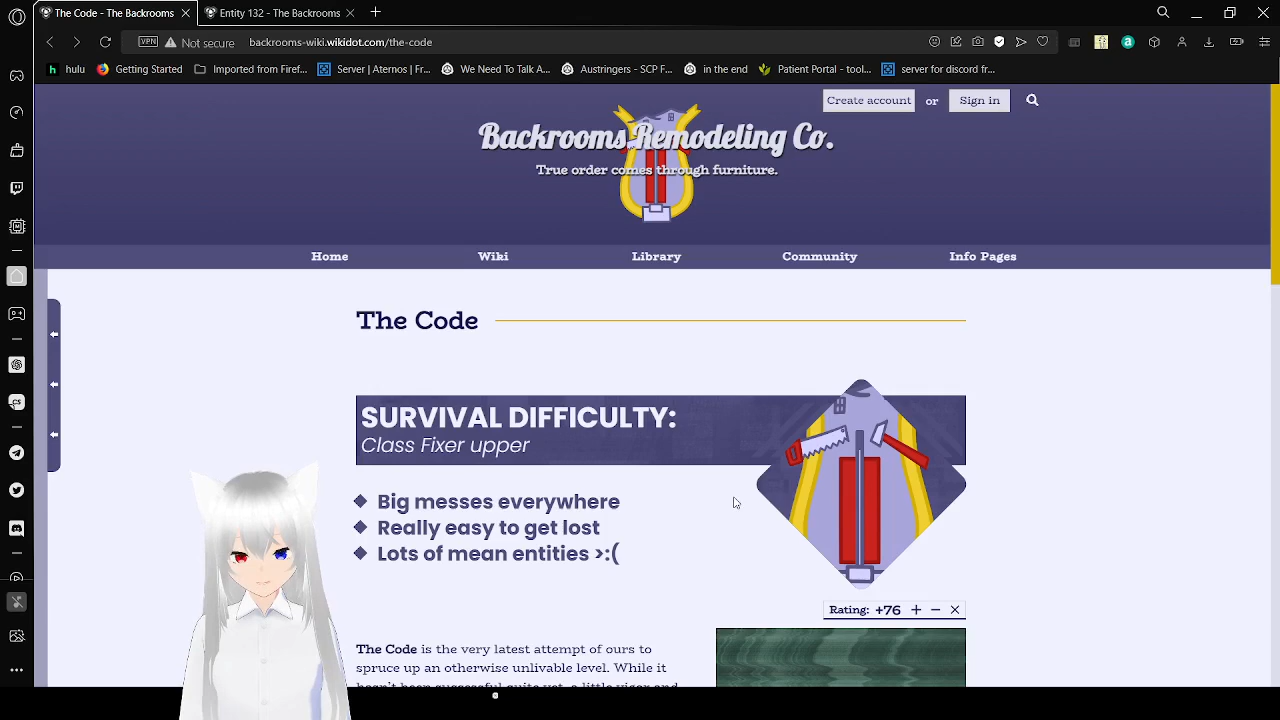 The Code - The Backrooms
Entity 132 - The Backrooms
VPN
Not secure
backrooms-wiki.wikidot.com/the-code
hulu
Getting Started
Imported from Firef...
Server | Aternos | Fr...
We Need To Talk A...
Austringers - SCP F...
in the end
Patient Portal - tool...
server for discord fr...
Create account or Sign in
Backrooms Remodeling Co.
True order comes through furniture.
Home
Wiki
Library
Community
Info Pages
The Code
SURVIVAL DIFFICULTY:
Class Fixer upper
Big messes everywhere
Really easy to get lost
Lots of mean entities >:(
Rating: +76 + − ×
The Code is the very latest attempt of ours to
spruce up an otherwise unlivable level. While it
hasn't been successful quite yet, a little vigor and